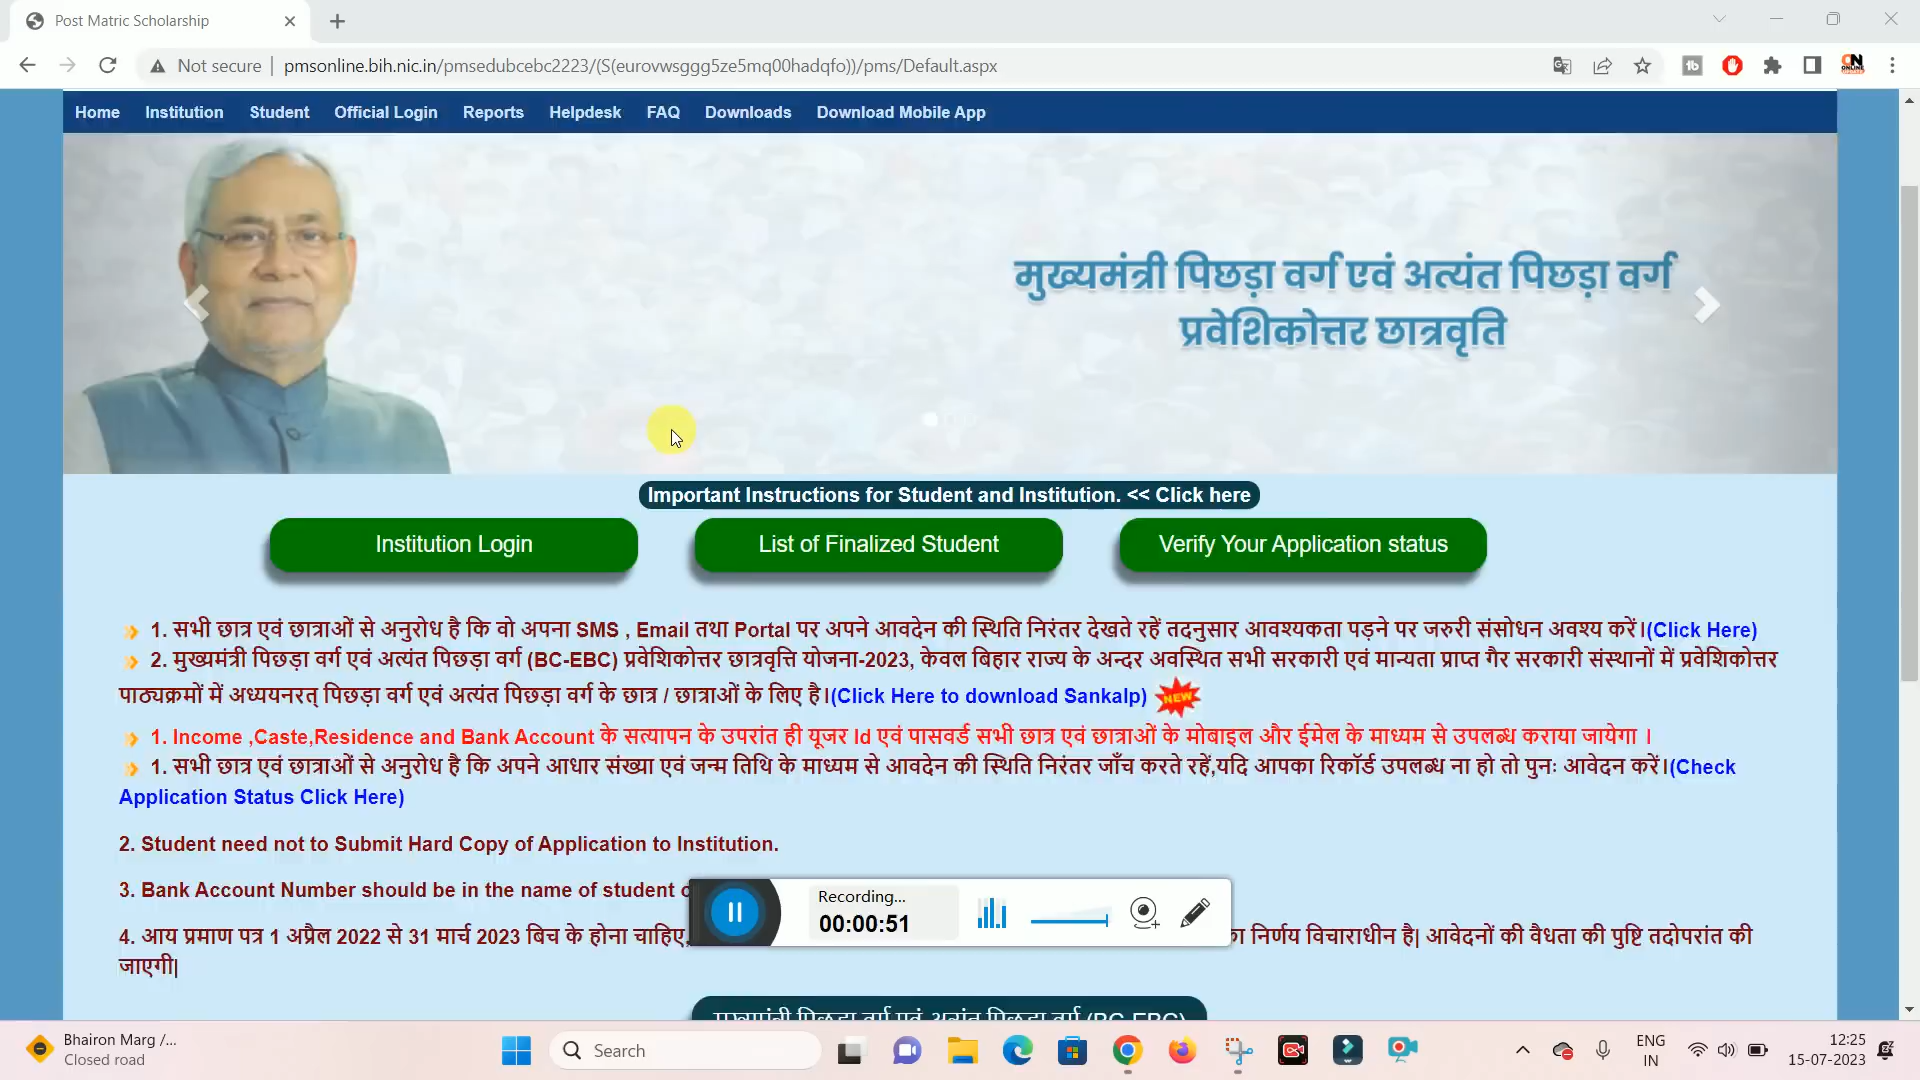 Post Matric Scholarship
Not secure
pmsonline.bih.nic.in/pmsedubcebc2223/(S(eurovwsggg5ze5mq00hadqfo))/pms/Default.aspx
Home Institution Student Official Login Reports Helpdesk FAQ Downloads Download Mobile App
मुख्यमंत्री पिछड़ा वर्ग एवं अत्यंत पिछड़ा वर्ग
प्रवेशिकोत्तर छात्रवृति
Important Instructions for Student and Institution. << Click here
Institution Login
List of Finalized Student
Verify Your Application status
1. सभी छात्र एवं छात्राओं से अनुरोध है कि वो अपना SMS , Email तथा Portal पर अपने आवदेन की स्थिति निरंतर देखते रहें तदनुसार आवश्यकता पड़ने पर जरुरी संसोधन अवश्य करें।(Click Here)
2. मुख्यमंत्री पिछड़ा वर्ग एवं अत्यंत पिछड़ा वर्ग (BC-EBC) प्रवेशिकोत्तर छात्रवृत्ति योजना-2023, केवल बिहार राज्य के अन्दर अवस्थित सभी सरकारी एवं मान्यता प्राप्त गैर सरकारी संस्थानों में प्रवेशिकोत्तर
पाठ्यक्रमों में अध्ययनरत् पिछड़ा वर्ग एवं अत्यंत पिछड़ा वर्ग के छात्र / छात्राओं के लिए है।(Click Here to download Sankalp) NEW
1. Income ,Caste,Residence and Bank Account के सत्यापन के उपरांत ही यूजर Id एवं पासवर्ड सभी छात्र एवं छात्राओं के मोबाइल और ईमेल के माध्यम से उपलब्ध कराया जायेगा ।
1. सभी छात्र एवं छात्राओं से अनुरोध है कि अपने आधार संख्या एवं जन्म तिथि के माध्यम से आवदेन की स्थिति निरंतर जाँच करते रहें,यदि आपका रिकॉर्ड उपलब्ध ना हो तो पुनः आवेदन करें।(Check
Application Status Click Here)
2. Student need not to Submit Hard Copy of Application to Institution.
3. Bank Account Number should be in the name of student
Recording...
00:00:51
4. आय प्रमाण पत्र 1 अप्रैल 2022 से 31 मार्च 2023 बिच के होना चाहिए, का निर्णय विचाराधीन है| आवेदनों की वैधता की पुष्टि तदोपरांत की
जाएगी|
मुख्यमंत्री पिछड़ा वर्ग एवं अत्यंत पिछड़ा वर्ग (BC-EBC)
Bhairon Marg /...
Closed road
Search
ENG
IN
12:25
15-07-2023